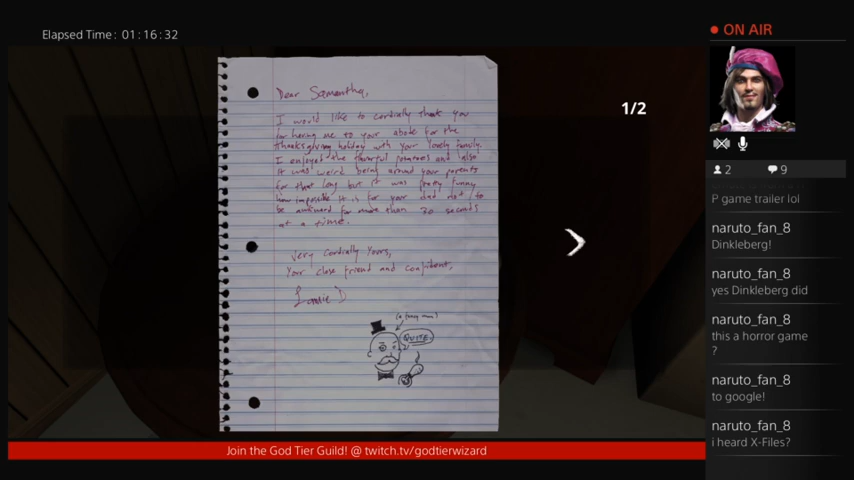 Elapsed Time: 01:16:32
ON AIR
1/2
Dear Samantha,
I would like to cordially thank you
for having me to your abode for the
thanksgiving holiday with your lovely family.
I enjoyed the flavorful potatoes and also
it was weird being around your parents
for that long but it was pretty funny
how impossible it is for your dad not to
be awkward for more than 30 seconds
at a time.
Very Cordially Yours,
Your close friend and confidant,
Lonnie D
(a fancy man)
QUITE.
2
9
P game trailer lol
naruto_fan_8
Dinkleberg!
naruto_fan_8
yes Dinkleberg did
naruto_fan_8
this a horror game
?
naruto_fan_8
to google!
naruto_fan_8
i heard X-Files?
Join the God Tier Guild! @ twitch.tv/godtierwizard